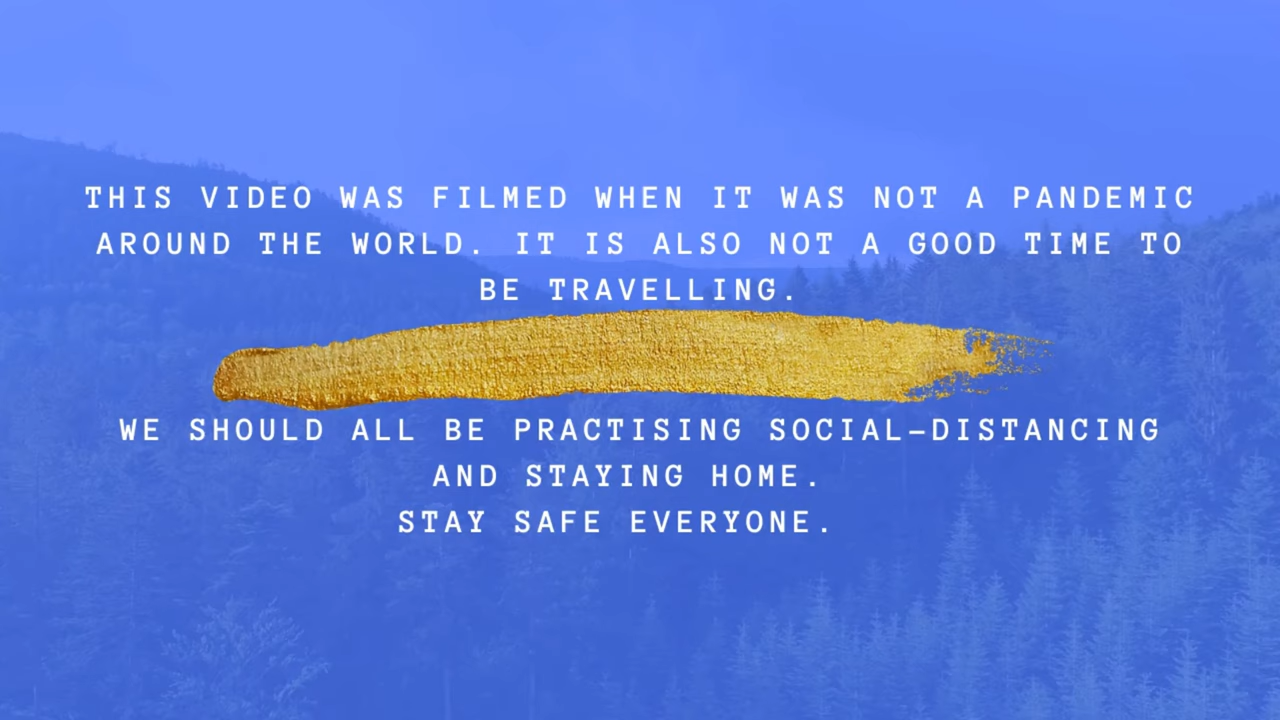 THIS VIDEO WAS FILMED WHEN IT WAS NOT A PANDEMIC
AROUND THE WORLD. IT IS ALSO NOT A GOOD TIME TO
BE TRAVELLING.
WE SHOULD ALL BE PRACTISING SOCIAL-DISTANCING
AND STAYING HOME.
STAY SAFE EVERYONE.